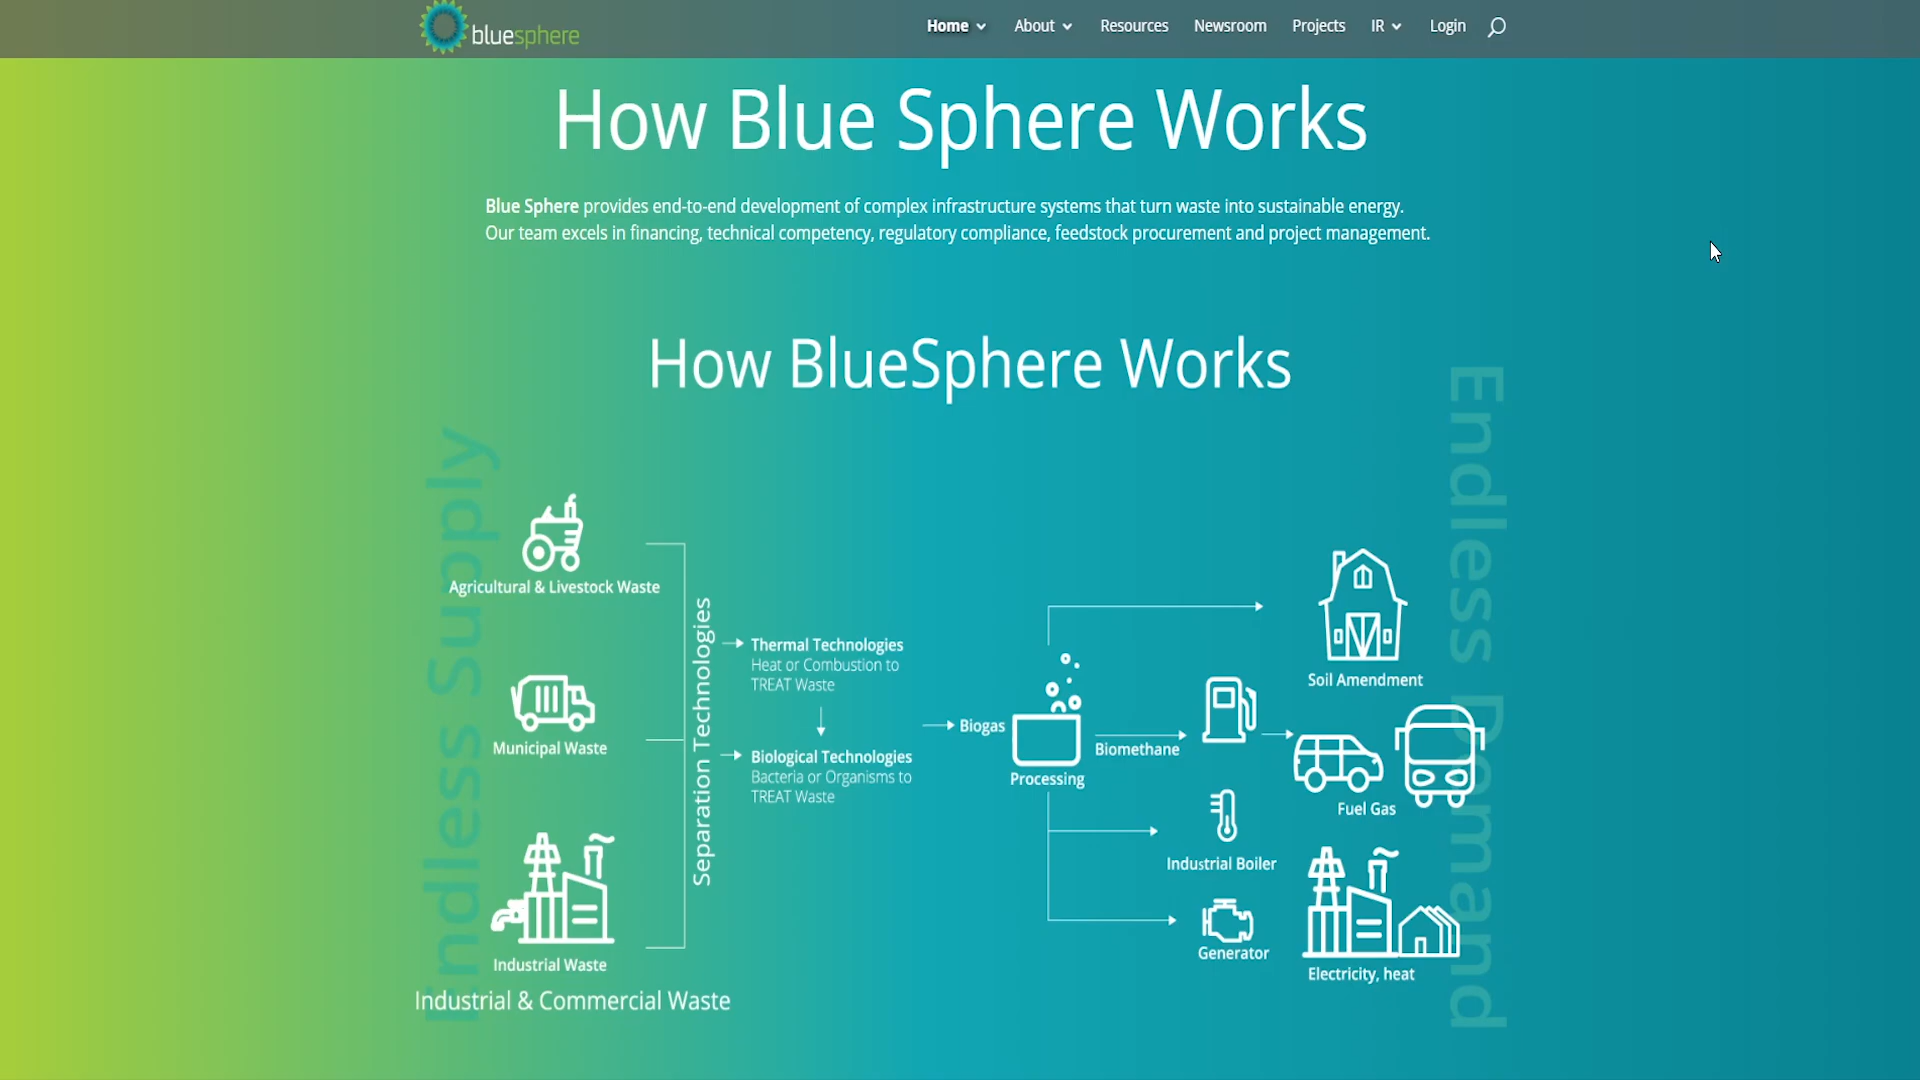 bluesphere
Home
About
Resources
Newsroom
Projects
IR
Login
How Blue Sphere Works
Blue Sphere provides end-to-end development of complex infrastructure systems that turn waste into sustainable energy.
Our team excels in financing, technical competency, regulatory compliance, feedstock procurement and project management.
How BlueSphere Works
Endless Supply
Agricultural & Livestock Waste
Municipal Waste
Industrial Waste
Industrial & Commercial Waste
Separation Technologies
Thermal Technologies
Heat or Combustion to
TREAT Waste
Biological Technologies
Bacteria or Organisms to
TREAT Waste
Biogas
Processing
Biomethane
Industrial Boiler
Generator
Soil Amendment
Fuel Gas
Electricity, heat
Endless Demand